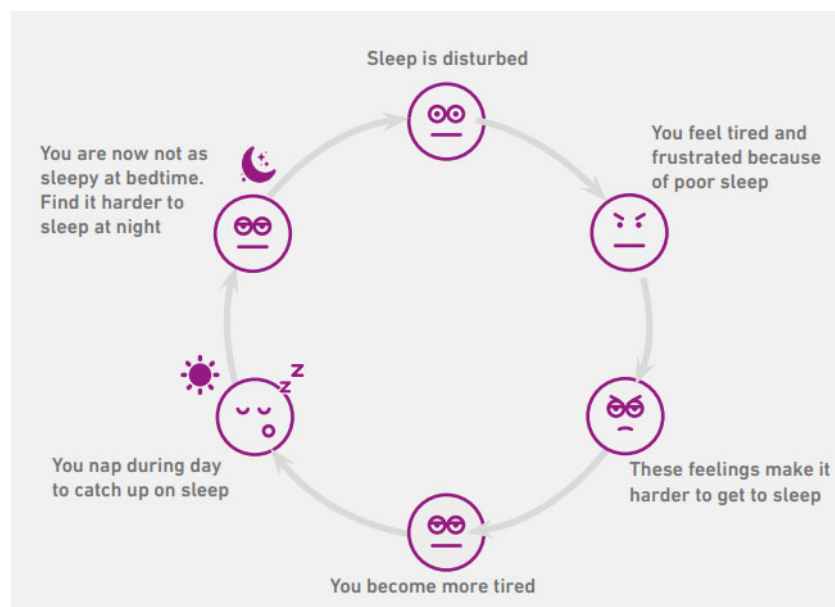 Sleep is disturbed
You feel tired and
frustrated because
of poor sleep
These feelings make it
harder to get to sleep
You become more tired
You nap during day
to catch up on sleep
z z
You are now not as
sleepy at bedtime.
Find it harder to
sleep at night